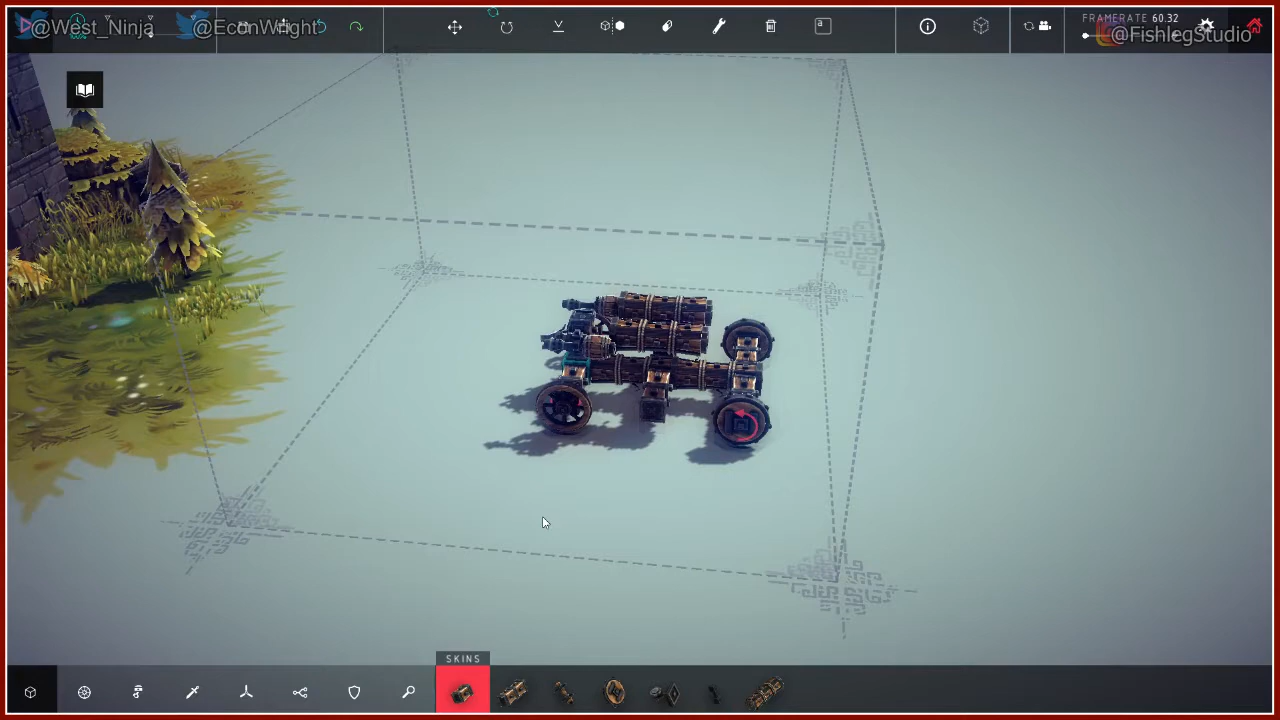 @West_Ninja @EconWright
FRAMERATE 60.32
@FishlegStudio
a
SKINS